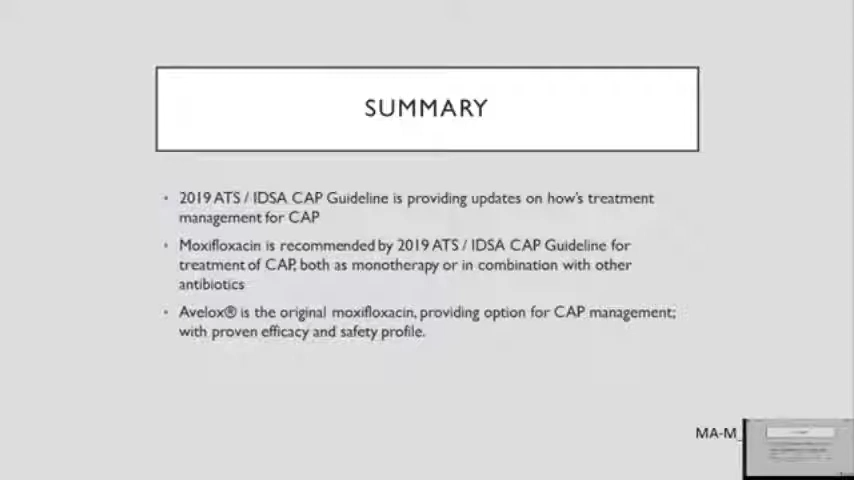 SUMMARY
• 2019 ATS / IDSA CAP Guideline is providing updates on how's treatment
management for CAP
• Moxifloxacin is recommended by 2019 ATS / IDSA CAP Guideline for
treatment of CAP, both as monotherapy or in combination with other
antibiotics
• Avelox® is the original moxifloxacin, providing option for CAP management;
with proven efficacy and safety profile.
MA-M_